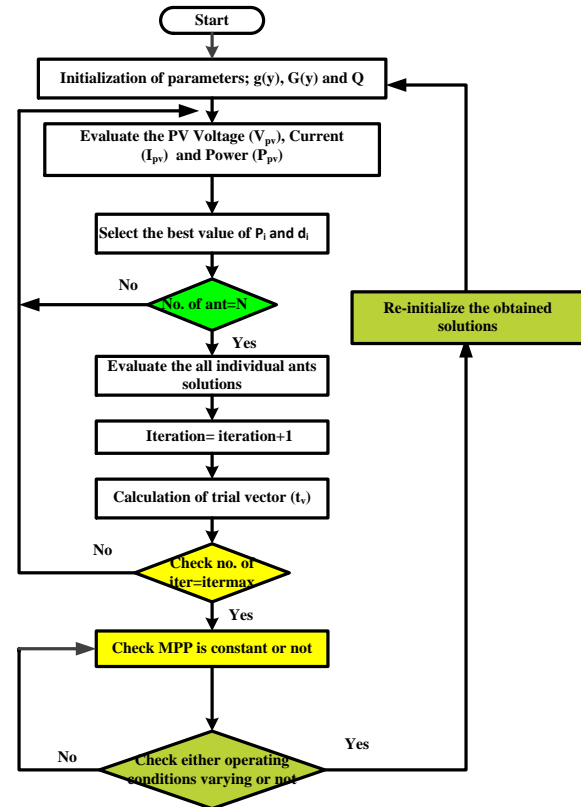 Start
Initialization of parameters; g(y), G(y) and Q
Evaluate the PV Voltage (Vpv), Current
(Ipv) and Power (Ppv)
Select the best value of Pi and di
No
No. of ant=N
Yes
Re-initialize the obtained
solutions
Evaluate the all individual ants
solutions
Iteration= iteration+1
Calculation of trial vector (tv)
No
Check no. of
iter=itermax
Yes
Check MPP is constant or not
No
Check either operating
conditions varying or not
Yes